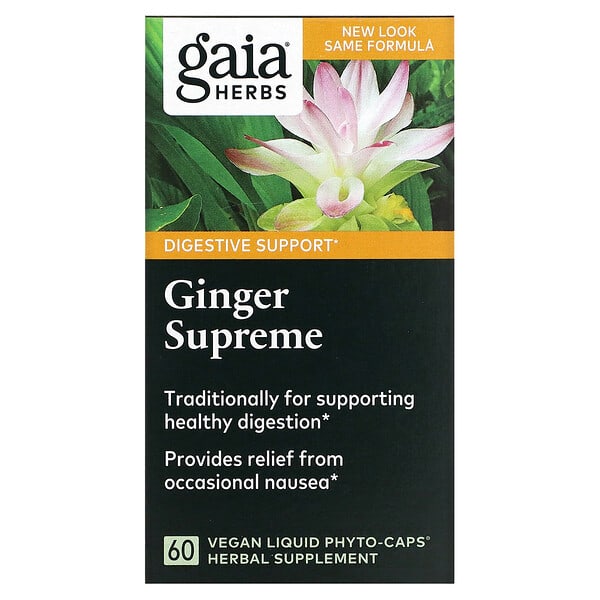 NEW LOOK
SAME FORMULA
gaia®
HERBS
DIGESTIVE SUPPORT*
Ginger
Supreme
Traditionally for supporting
healthy digestion*
Provides relief from
occasional nausea*
60 VEGAN LIQUID PHYTO-CAPS®
HERBAL SUPPLEMENT